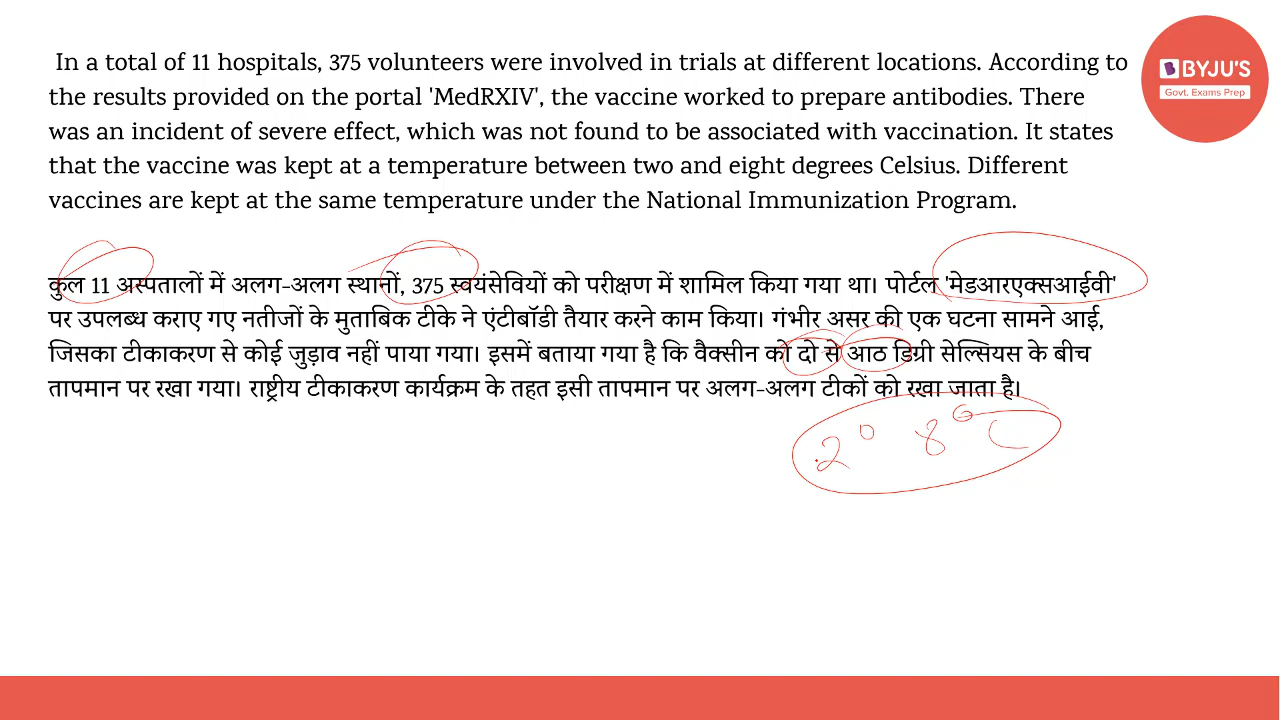 In a total of 11 hospitals, 375 volunteers were involved in trials at different locations. According to
the results provided on the portal 'MedRXIV', the vaccine worked to prepare antibodies. There
was an incident of severe effect, which was not found to be associated with vaccination. It states
that the vaccine was kept at a temperature between two and eight degrees Celsius. Different
vaccines are kept at the same temperature under the National Immunization Program.
BYJU'S
Govt. Exams Prep
कुल 11 अस्पतालों में अलग-अलग स्थानों, 375 स्वयंसेवियों को परीक्षण में शामिल किया गया था। पोर्टल 'मेडआरएक्सआईवी'
पर उपलब्ध कराए गए नतीजों के मुताबिक टीके ने एंटीबॉडी तैयार करने काम किया। गंभीर असर की एक घटना सामने आई,
जिसका टीकाकरण से कोई जुड़ाव नहीं पाया गया। इसमें बताया गया है कि वैक्सीन को दो से आठ डिग्री सेल्सियस के बीच
तापमान पर रखा गया। राष्ट्रीय टीकाकरण कार्यक्रम के तहत इसी तापमान पर अलग-अलग टीकों को रखा जाता है।
2° 8° C